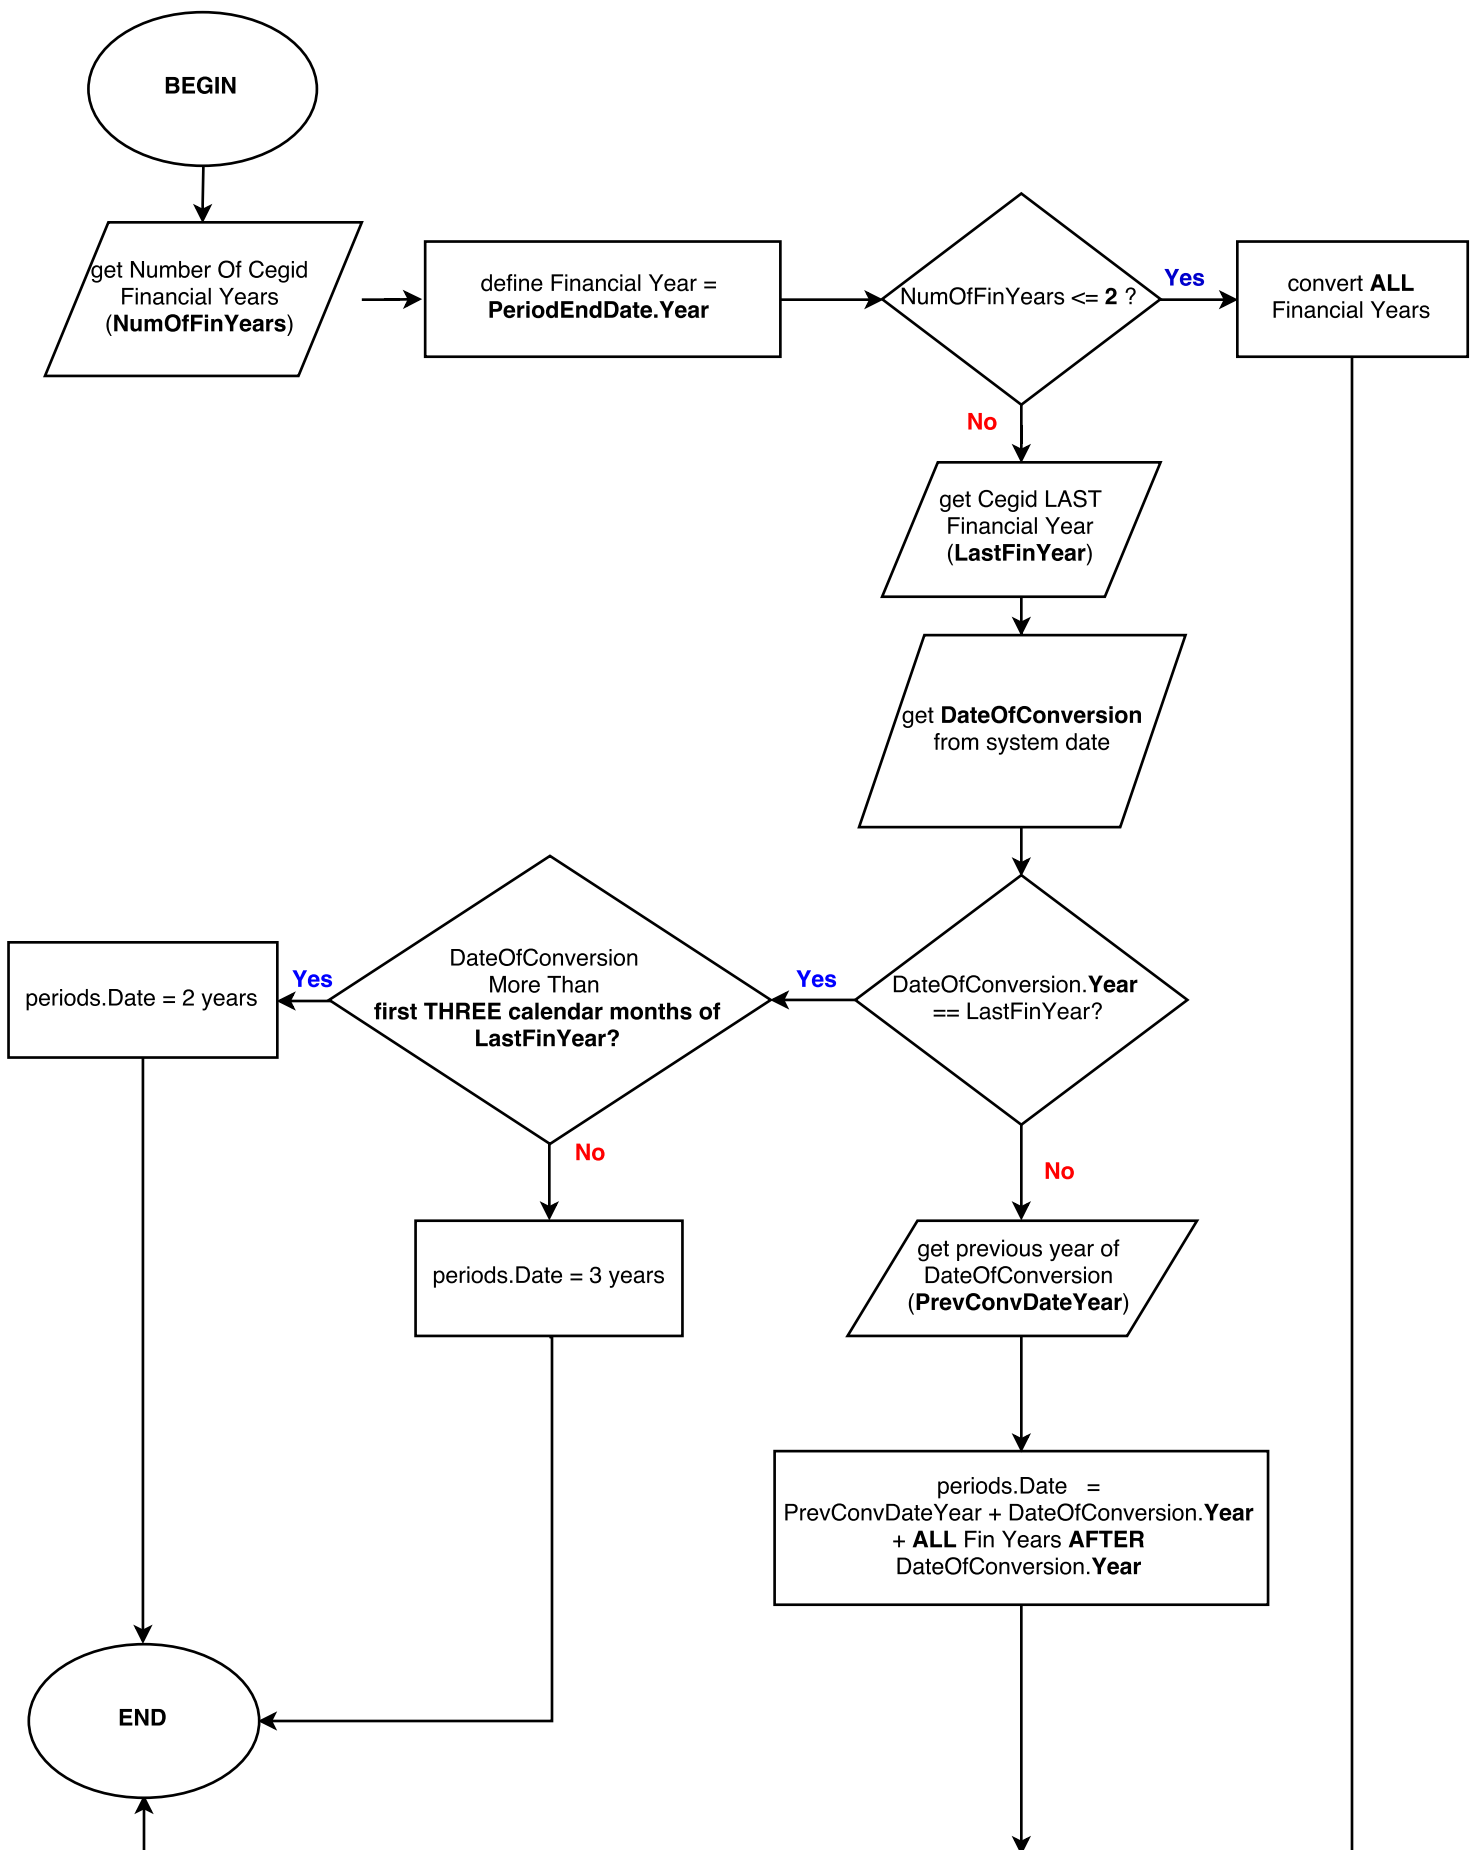 BEGIN
get Number Of Cegid
Financial Years
(NumOfFinYears)
define Financial Year =
PeriodEndDate.Year
NumOfFinYears <= 2 ?
Yes
convert ALL
Financial Years
No
get Cegid LAST
Financial Year
(LastFinYear)
get DateOfConversion
from system date
DateOfConversion.Year
== LastFinYear?
Yes
DateOfConversion
More Than
first THREE calendar months of
LastFinYear?
Yes
periods.Date = 2 years
No
periods.Date = 3 years
No
get previous year of
DateOfConversion
(PrevConvDateYear)
periods.Date =
PrevConvDateYear + DateOfConversion.Year
+ ALL Fin Years AFTER
DateOfConversion.Year
END